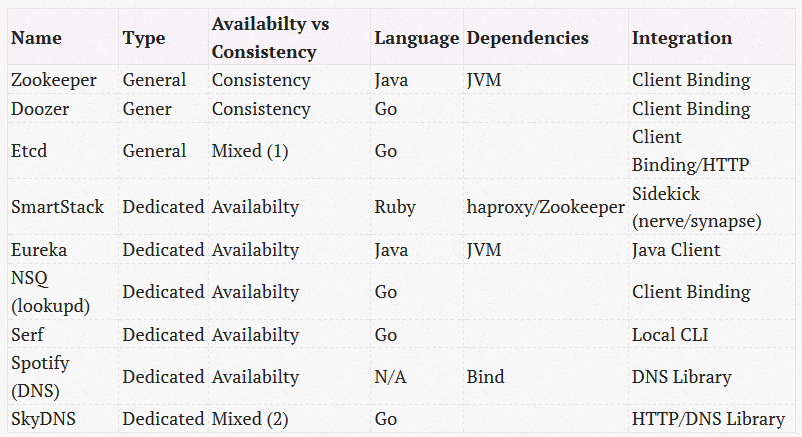 Name Type Availabilty vs Consistency Language Dependencies Integration
Zookeeper General Consistency Java JVM Client Binding
Doozer Gener Consistency Go Client Binding
Etcd General Mixed (1) Go Client Binding/HTTP
SmartStack Dedicated Availabilty Ruby haproxy/Zookeeper Sidekick (nerve/synapse)
Eureka Dedicated Availabilty Java JVM Java Client
NSQ (lookupd) Dedicated Availabilty Go Client Binding
Serf Dedicated Availabilty Go Local CLI
Spotify (DNS) Dedicated Availabilty N/A Bind DNS Library
SkyDNS Dedicated Mixed (2) Go HTTP/DNS Library